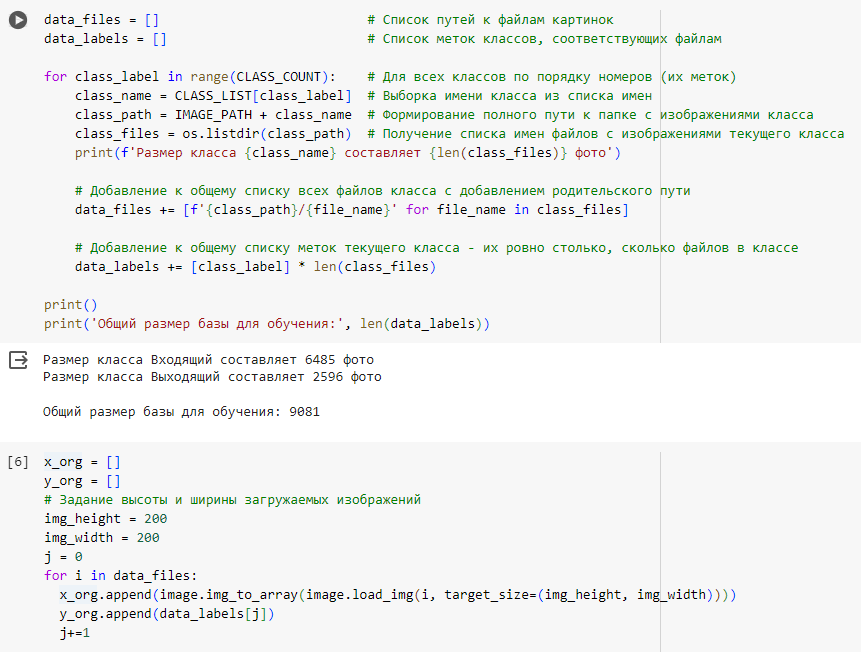 data_files = [] # Список путей к файлам картинок
data_labels = [] # Список меток классов, соответствующих файлам
for class_label in range(CLASS_COUNT): # Для всех классов по порядку номеров (их меток)
class_name = CLASS_LIST[class_label] # Выборка имени класса из списка имен
class_path = IMAGE_PATH + class_name # Формирование полного пути к папке с изображениями класса
class_files = os.listdir(class_path) # Получение списка имен файлов с изображениями текущего класса
print(f'Размер класса {class_name} составляет {len(class_files)} фото')
# Добавление к общему списку всех файлов класса с добавлением родительского пути
data_files += [f'{class_path}/{file_name}' for file_name in class_files]
# Добавление к общему списку меток текущего класса - их ровно столько, сколько файлов в классе
data_labels += [class_label] * len(class_files)
print()
print('Общий размер базы для обучения:', len(data_labels))
Размер класса Входящий составляет 6485 фото
Размер класса Выходящий составляет 2596 фото
Общий размер базы для обучения: 9081
[6] x_org = []
y_org = []
# Задание высоты и ширины загружаемых изображений
img_height = 200
img_width = 200
j = 0
for i in data_files:
x_org.append(image.img_to_array(image.load_img(i, target_size=(img_height, img_width))))
y_org.append(data_labels[j])
j+=1